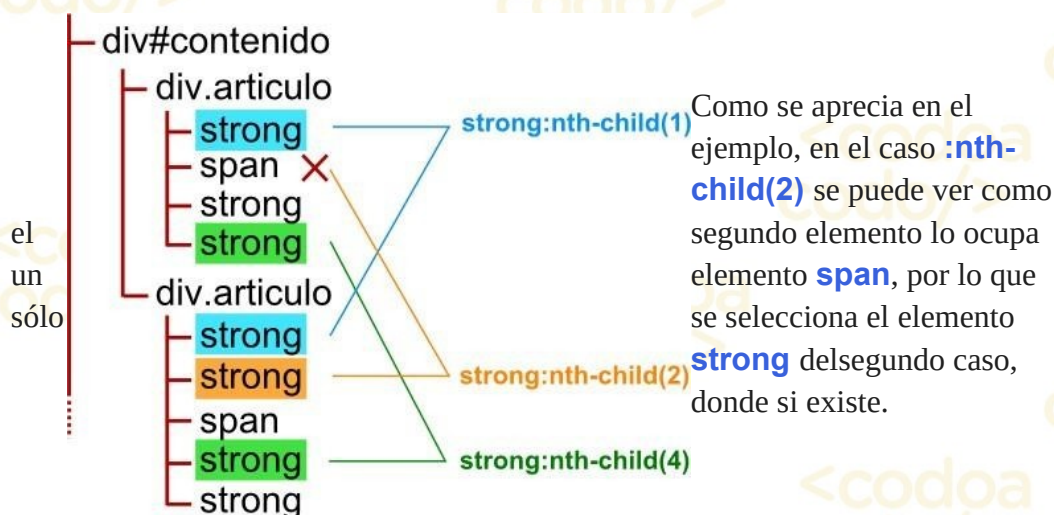 div#contenido
div.articulo
strong
span
strong
strong
div.articulo
strong
strong
span
strong
strong
strong:nth-child(1)
strong:nth-child(2)
strong:nth-child(4)
Como se aprecia en el
ejemplo, en el caso :nth-
child(2) se puede ver como
el segundo elemento lo ocupa
un elemento span, por lo que
sólo se selecciona el elemento
strong delsegundo caso,
donde si existe.
<codoa
codo/>
<codoa